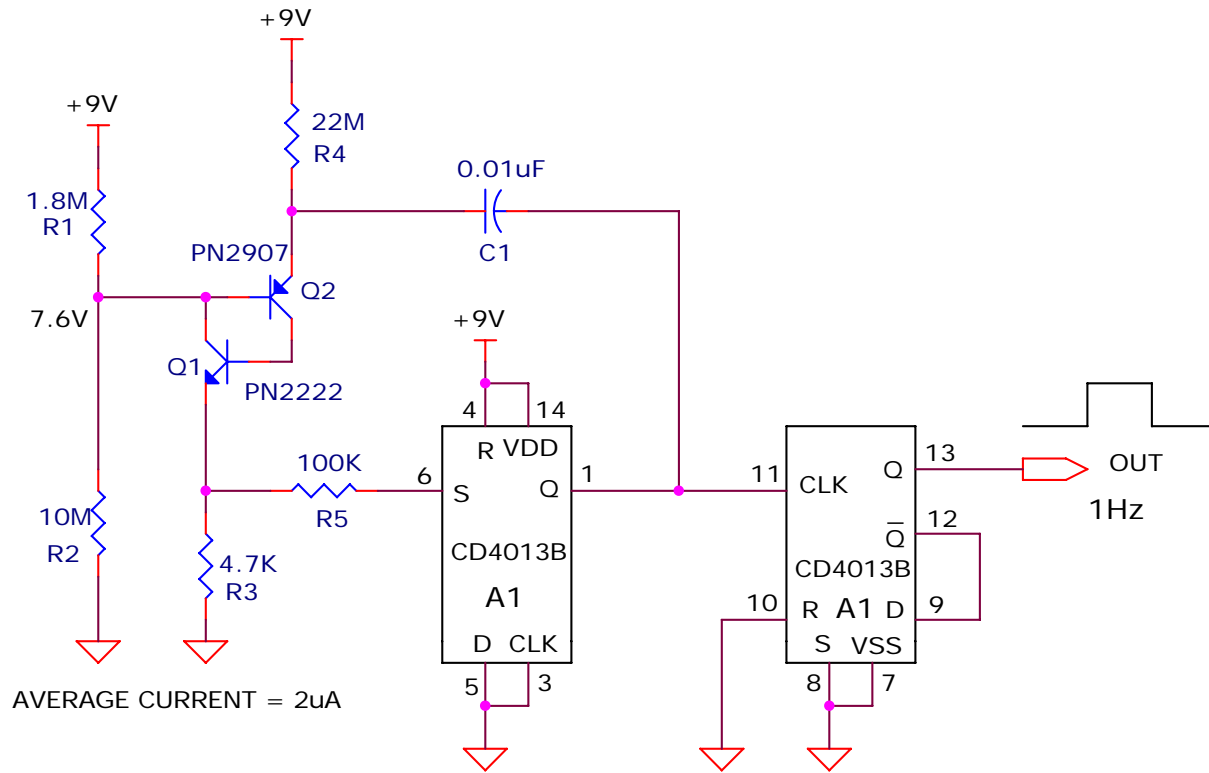 +9V
+9V
22M
R4
0.01uF
C1
1.8M
R1
PN2907
Q2
7.6V
+9V
Q1
PN2222
4 14
R VDD
100K
R5
6
S Q
1
CD4013B
A1
D CLK
5 3
11
CLK Q
13
OUT
1Hz
12
Q̅
CD4013B
10
R A1 D
9
S VSS
8 7
10M
R2
4.7K
R3
AVERAGE CURRENT = 2uA